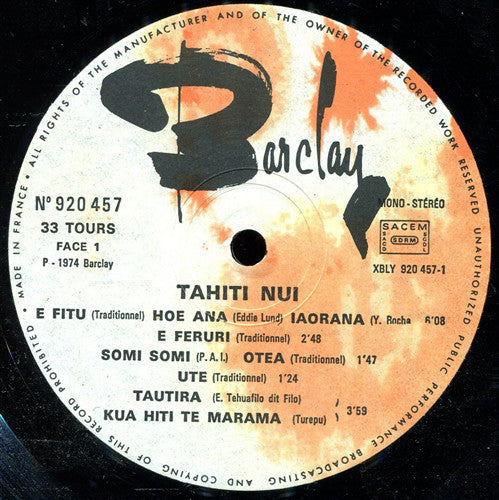 MADE IN FRANCE • ALL RIGHTS OF THE MANUFACTURER AND OF THE OWNER OF THE RECORDED WORK RESERVED UNAUTHORIZED PUBLIC PERFORMANCE BROADCASTING AND COPYING OF THIS RECORD PROHIBITED •
Barclay
Nº 920 457
33 TOURS
FACE 1
P - 1974 Barclay
MONO - STÉRÉO
SACEM
SACD SDRM SCGDL
XBLY 920 457-1
TAHITI NUI
E FITU (Traditionnel) HOE ANA (Eddie Lund) IAORANA (Y. Rocha 6'08
E FERURI (Traditionnel) 2'48
SOMI SOMI (P.A.I.) OTEA (Traditionnel) 1'47
UTE (Traditionnel) 1'24
TAUTIRA (E. Tehuafilo dit Filo)
KUA HITI TE MARAMA (Turepu) 3'59